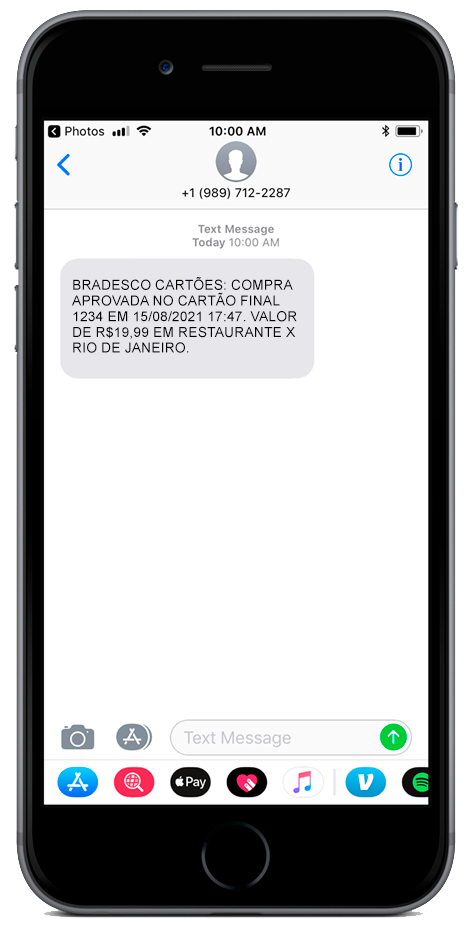 Photos
10:00 AM
+1 (989) 712-2287
Text Message
Today 10:00 AM
BRADESCO CARTÕES: COMPRA
APROVADA NO CARTÃO FINAL
1234 EM 15/08/2021 17:47. VALOR
DE R$19,99 EM RESTAURANTE X
RIO DE JANEIRO.
Text Message
Pay